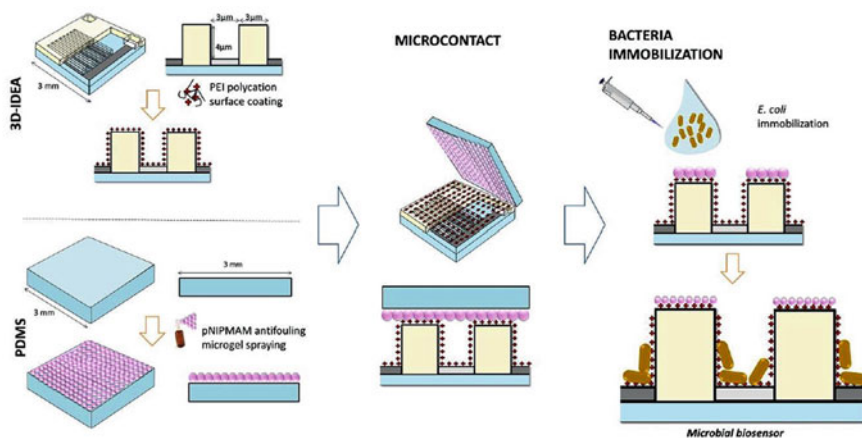 3D-IDEA
3 mm
3μm 3μm
4μm
PEI polycation
surface coating
PDMS
3 mm
3 mm
pNIPMAM antifouling
microgel spraying
MICROCONTACT
BACTERIA
IMMOBILIZATION
E. coli
immobilization
Microbial biosensor